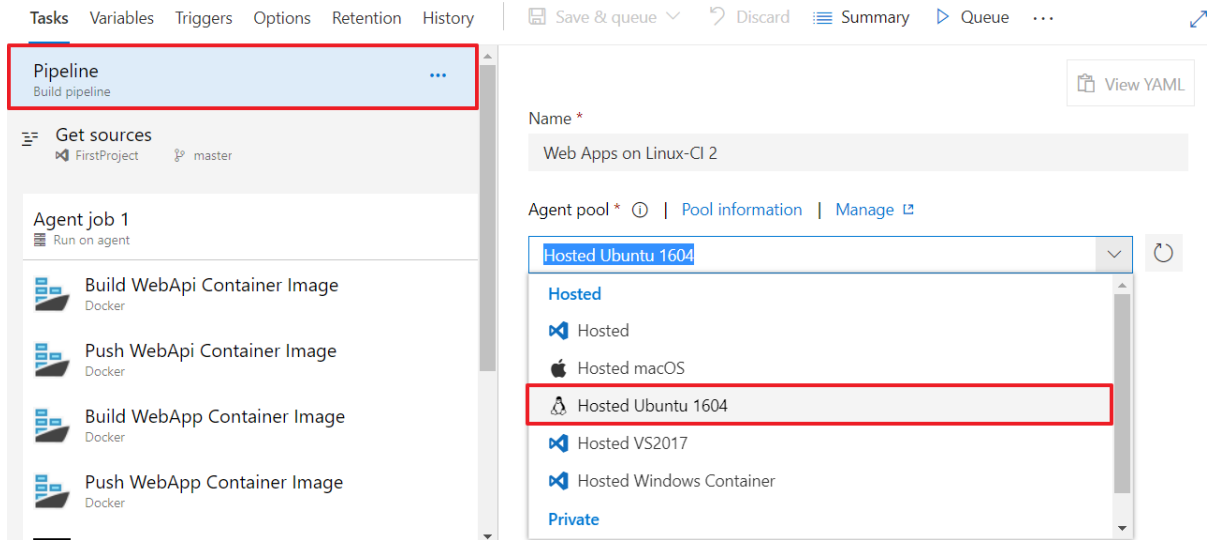 Tasks Variables Triggers Options Retention History Save & queue Discard Summary Queue ...
Pipeline
Build pipeline
Get sources
FirstProject master
Agent job 1
Run on agent
Build WebApi Container Image
Docker
Push WebApi Container Image
Docker
Build WebApp Container Image
Docker
Push WebApp Container Image
Docker
View YAML
Name *
Web Apps on Linux-CI 2
Agent pool * | Pool information | Manage
Hosted Ubuntu 1604
Hosted
Hosted
Hosted macOS
Hosted Ubuntu 1604
Hosted VS2017
Hosted Windows Container
Private